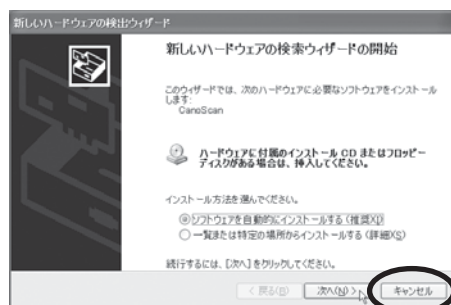 新しいハードウェアの検出ウィザード
新しいハードウェアの検索ウィザードの開始
このウィザードでは、次のハードウェアに必要なソフトウェアをインストール
します:
CanoScan
ハードウェアに付属のインストール CD またはフロッピー
ディスクがある場合は、挿入してください。
インストール方法を選んでください。
ソフトウェアを自動的にインストールする (推奨)(I)
一覧または特定の場所からインストールする (詳細)(S)
続行するには、[次へ] をクリックしてください。
< 戻る(B)
次へ(N) >
キャンセル